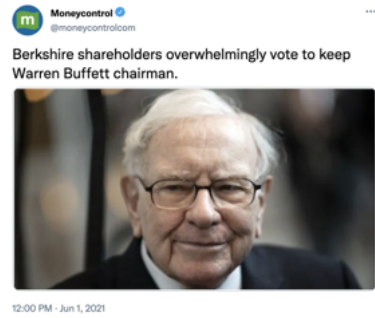 m
Moneycontrol
@moneycontrolcom
Berkshire shareholders overwhelmingly vote to keep
Warren Buffett chairman.
12:00 PM · Jun 1, 2021